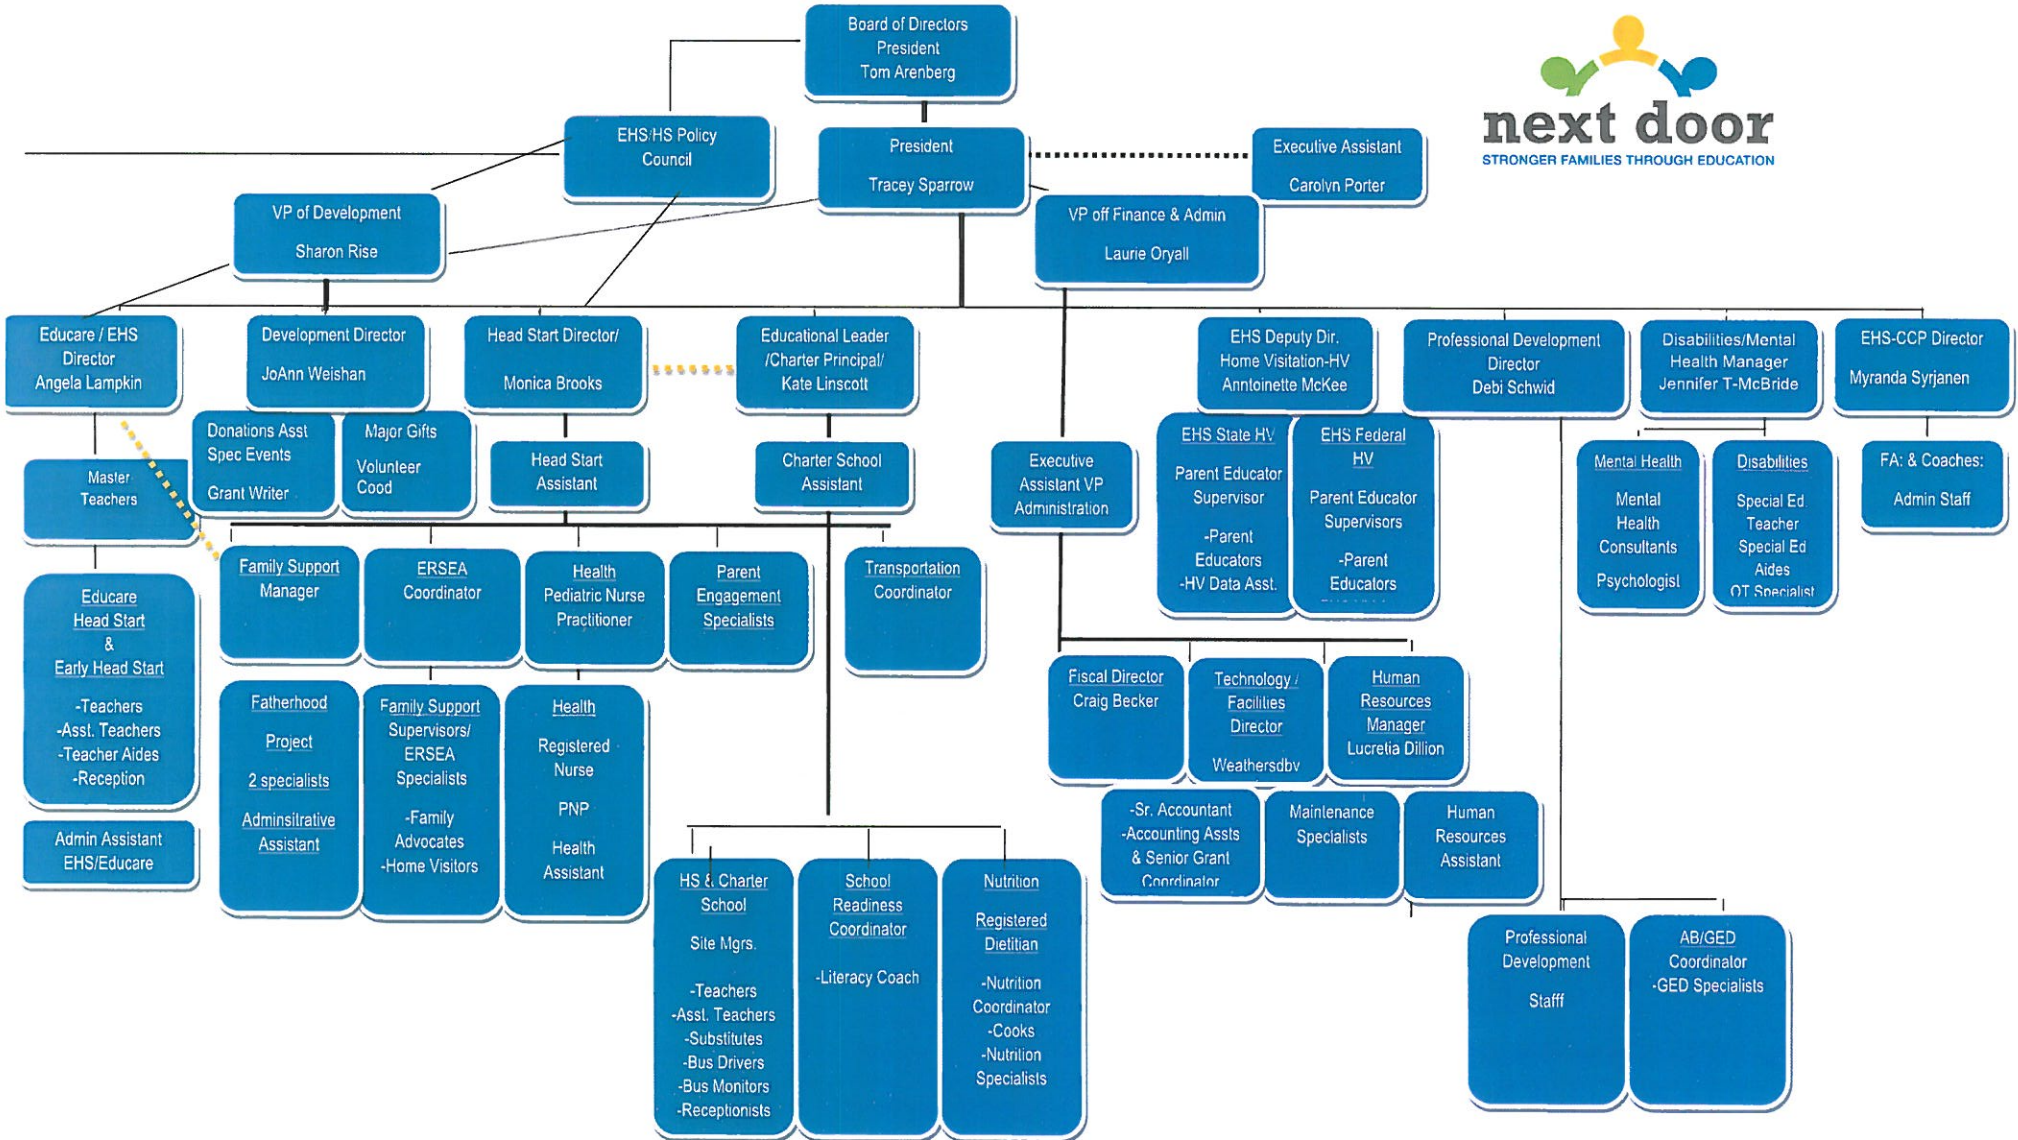 Board of Directors
President
Tom Arenberg
next door
STRONGER FAMILIES THROUGH EDUCATION
EHS/HS Policy
Council
President
Tracey Sparrow
Executive Assistant
Carolyn Porter
VP of Development
Sharon Rise
VP off Finance & Admin
Laurie Oryall
Educare / EHS
Director
Angela Lampkin
Development Director
JoAnn Weishan
Head Start Director/
Monica Brooks
Educational Leader
/Charter Principal/
Kate Linscott
EHS Deputy Dir.
Home Visitation-HV
Anntoinette McKee
Professional Development
Director
Debi Schwid
Disabilities/Mental
Health Manager
Jennifer T-McBride
EHS-CCP Director
Myranda Syrjanen
Master
Teachers
Donations Asst
Spec Events
Grant Writer
Major Gifts
Volunteer
Cood
Head Start
Assistant
Charter School
Assistant
Executive
Assistant VP
Administration
EHS State HV
Parent Educator
Supervisor
-Parent
Educators
-HV Data Asst.
EHS Federal
HV
Parent Educator
Supervisors
-Parent
Educators
Mental Health
Mental
Health
Consultants
Psychologist
Disabilities
Special Ed.
Teacher
Special Ed
Aides
OT Specialist
FA: & Coaches:
Admin Staff
Educare
Head Start
&
Early Head Start
-Teachers
-Asst. Teachers
-Teacher Aides
-Reception
Admin Assistant
EHS/Educare
Family Support
Manager
ERSEA
Coordinator
Health
Pediatric Nurse
Practitioner
Parent
Engagement
Specialists
Transportation
Coordinator
Fatherhood
Project
2 specialists
Adminsitrative
Assistant
Family Support
Supervisors/
ERSEA
Specialists
-Family
Advocates
-Home Visitors
Health
Registered
Nurse
PNP
Health
Assistant
Fiscal Director
Craig Becker
Technology /
Facilities
Director
Weathersdby
Human
Resources
Manager
Lucretia Dillion
-Sr. Accountant
-Accounting Assts
& Senior Grant
Coordinator
Maintenance
Specialists
Human
Resources
Assistant
HS & Charter
School
Site Mgrs.
-Teachers
-Asst. Teachers
-Substitutes
-Bus Drivers
-Bus Monitors
-Receptionists
School
Readiness
Coordinator
-Literacy Coach
Nutrition
Registered
Dietitian
-Nutrition
Coordinator
-Cooks
-Nutrition
Specialists
Professional
Development
Stafff
AB/GED
Coordinator
-GED Specialists